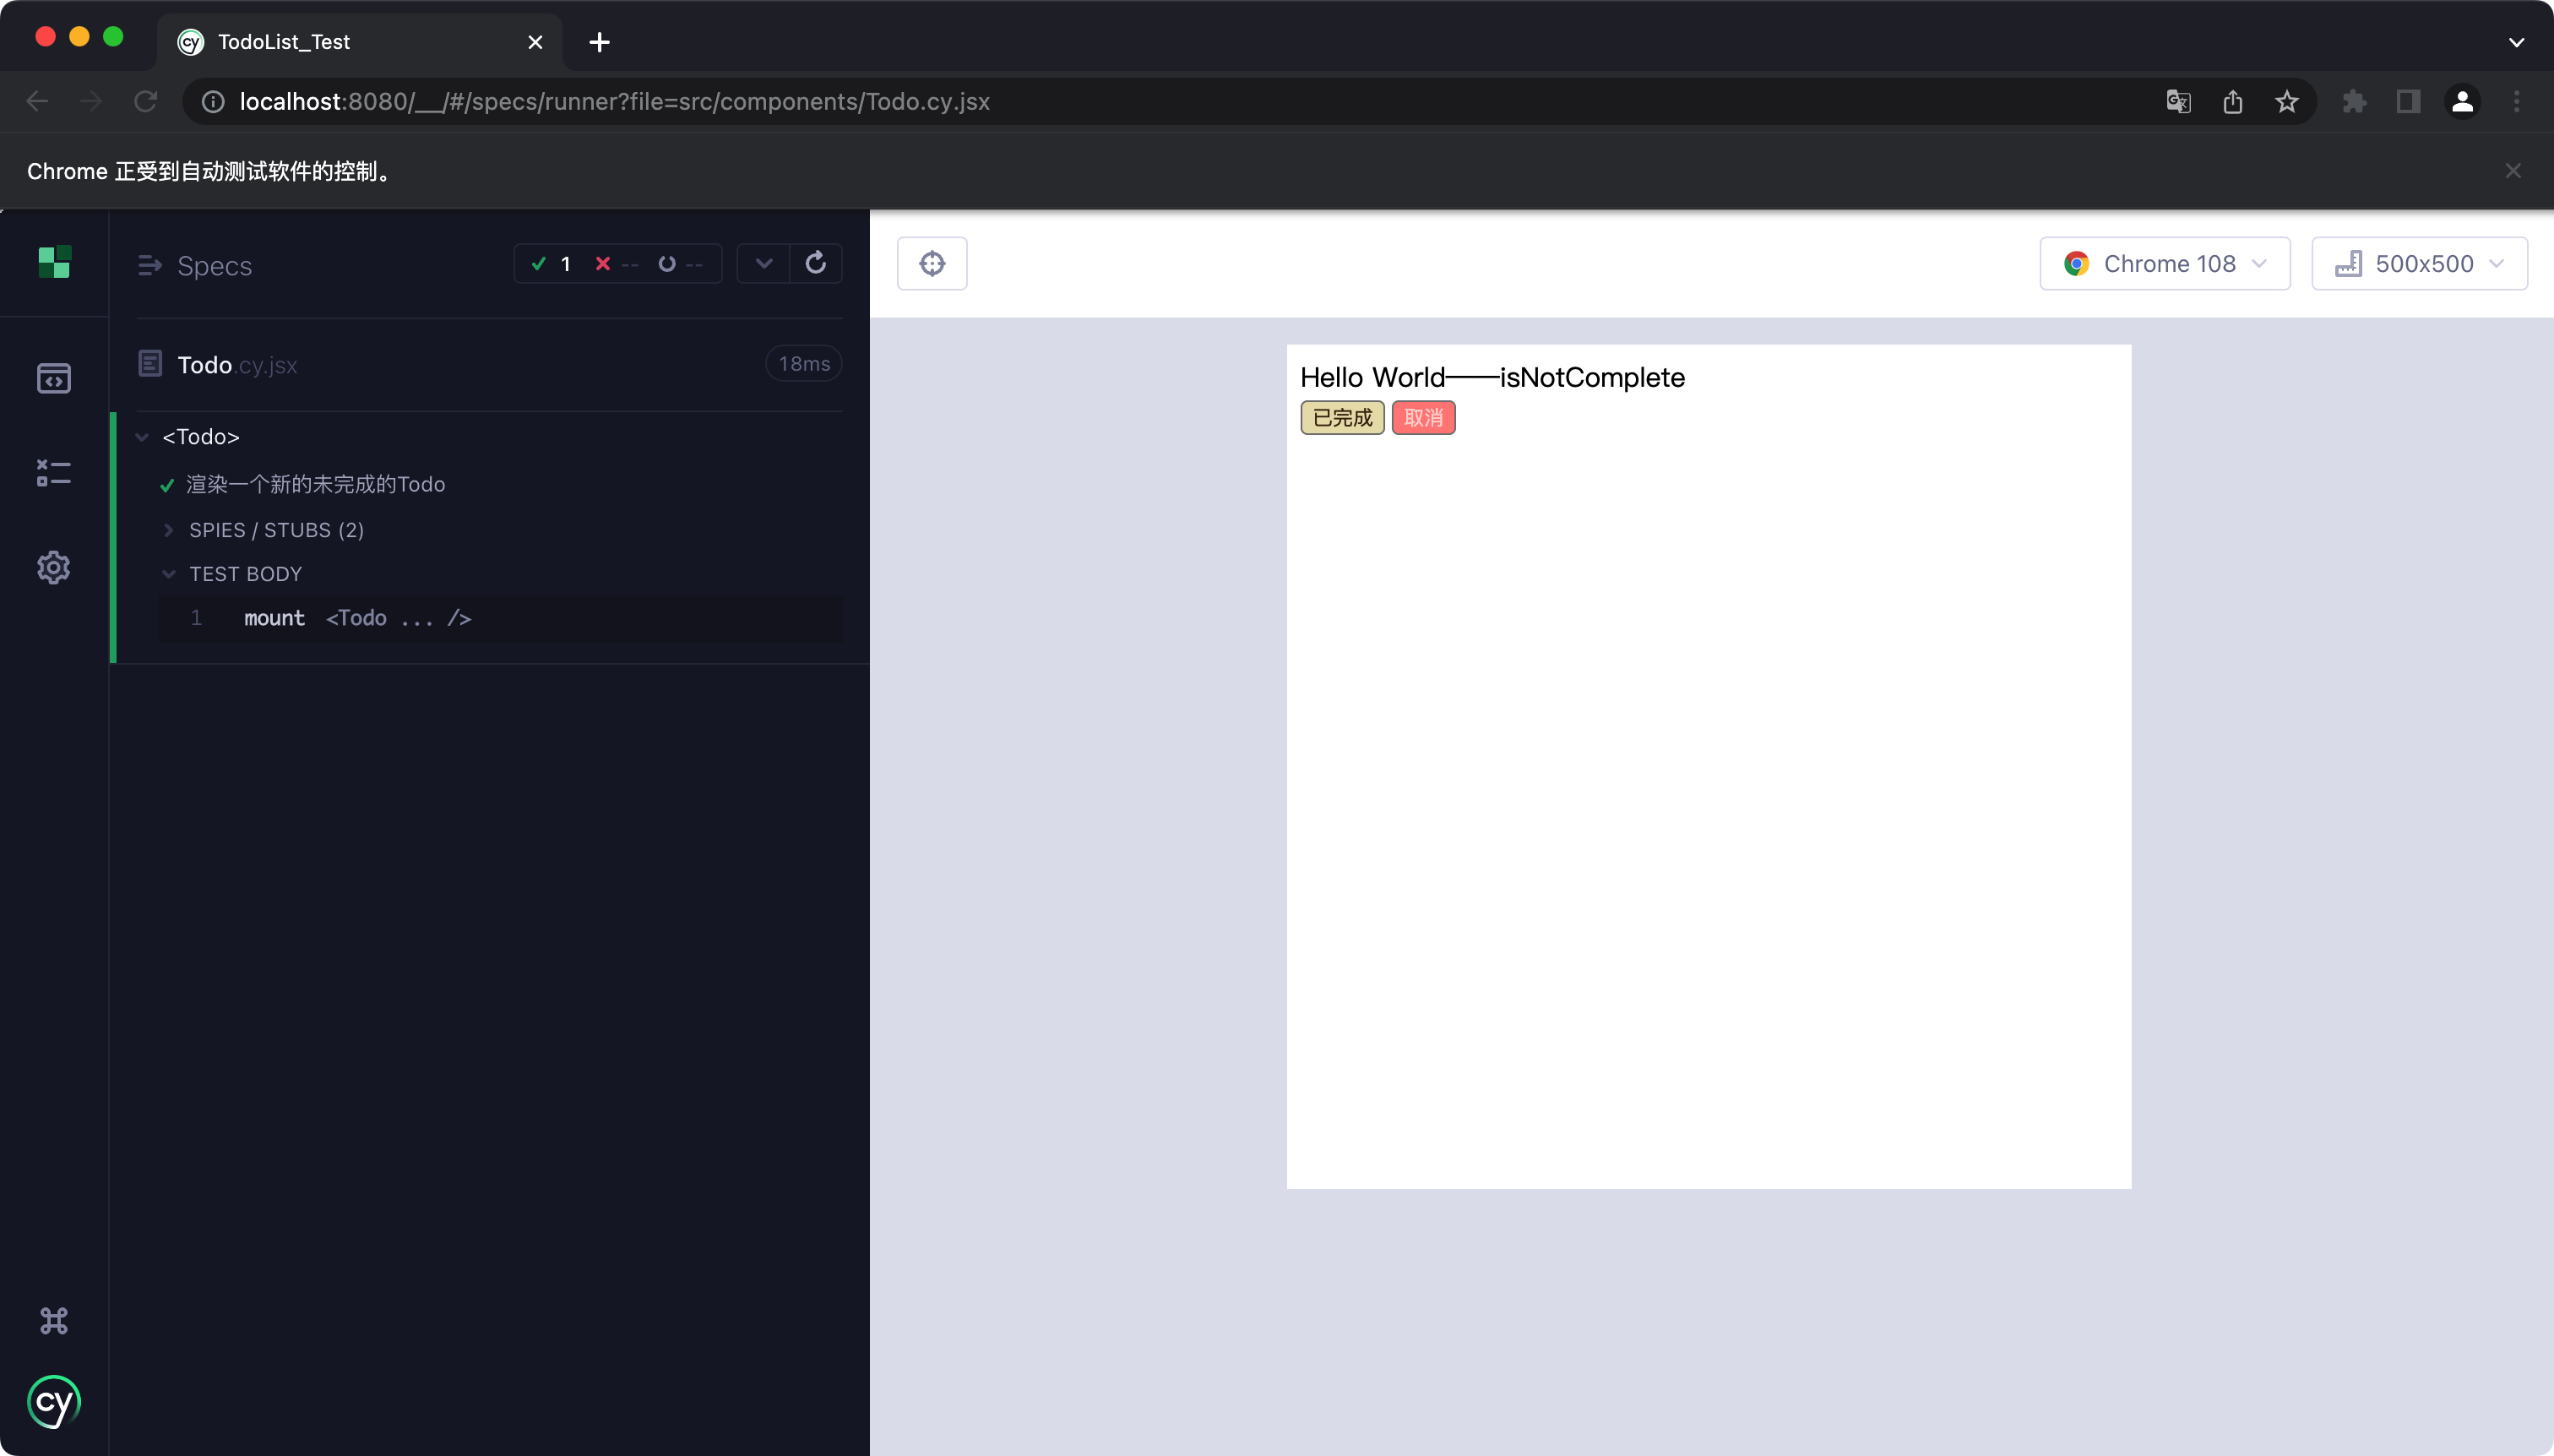 TodoList_Test
localhost:8080/__/#/specs/runner?file=src/components/Todo.cy.jsx
Chrome 正受到自动测试软件的控制。
Specs
1 -- --
Chrome 108
500x500
Todo.cy.jsx
18ms
Hello World——isNotComplete
已完成 取消
<Todo>
渲染一个新的未完成的Todo
SPIES / STUBS (2)
TEST BODY
1 mount <Todo ... />
cy